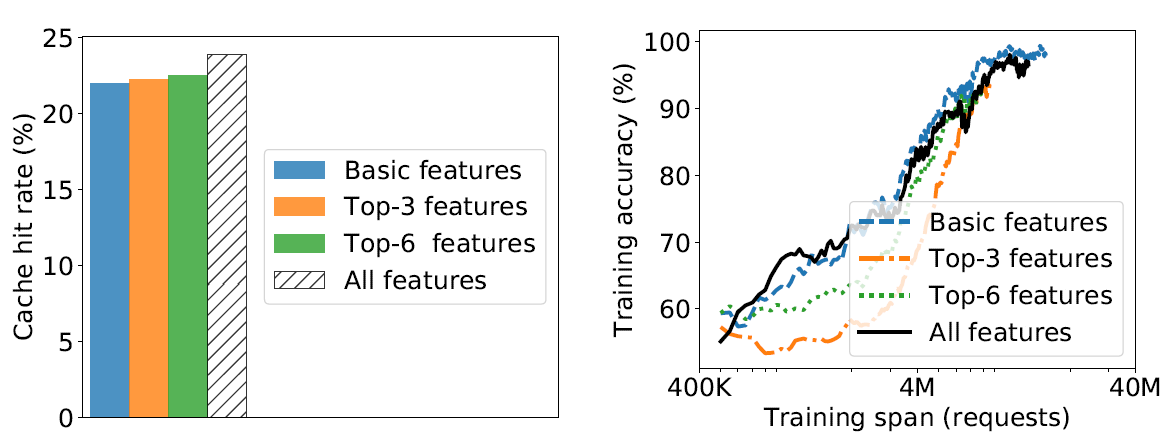 Cache hit rate (%)
25
20
15
10
5
0
Basic features
Top-3 features
Top-6  features
All features
Training accuracy (%)
100
90
80
70
60
Basic features
Top-3 features
Top-6 features
All features
400K
4M
40M
Training span (requests)